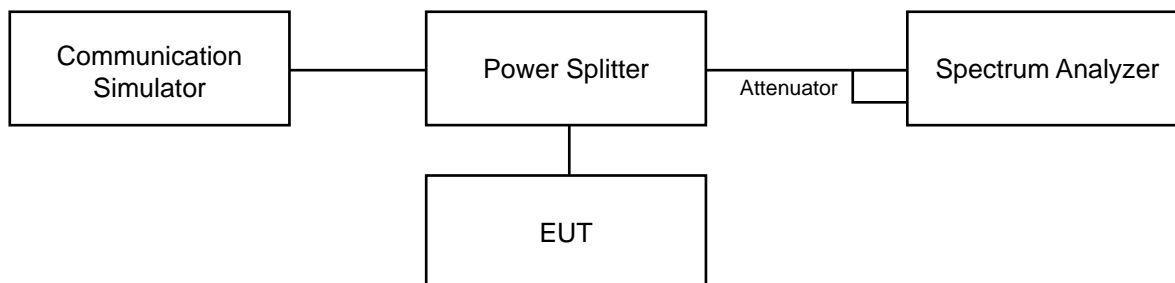 Communication
Simulator
Power Splitter
Attenuator
Spectrum Analyzer
EUT